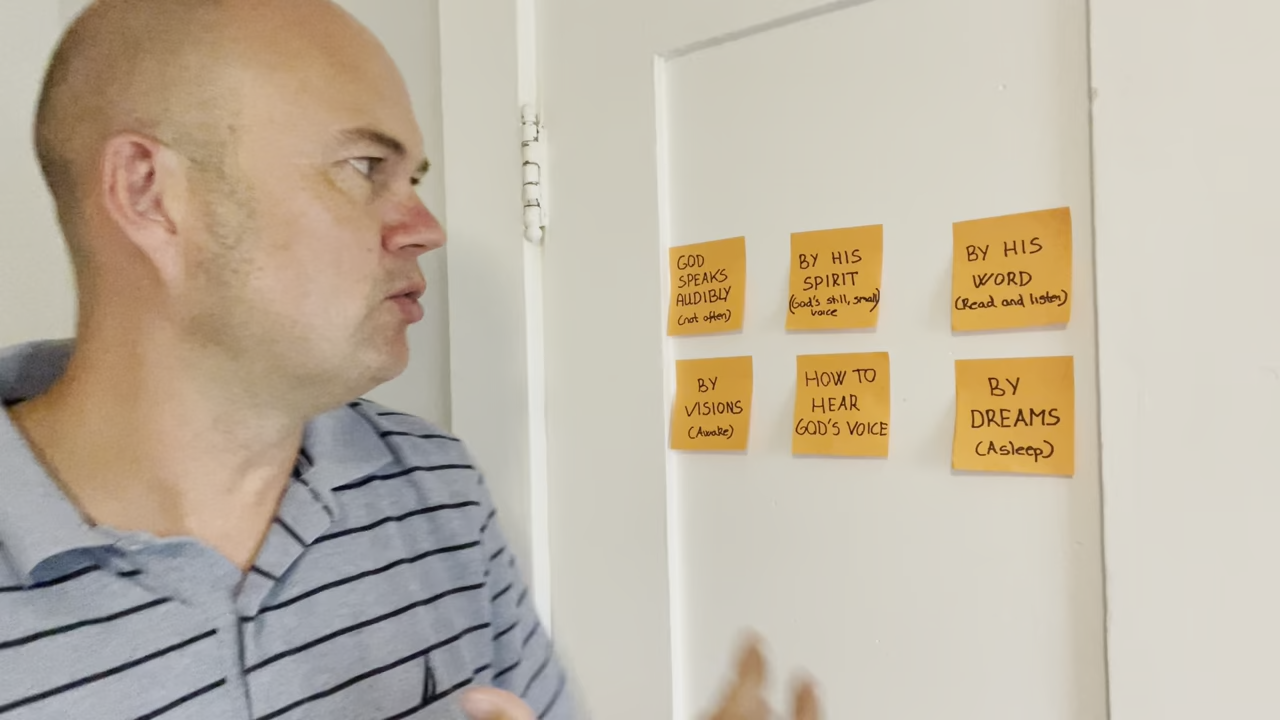 GOD
SPEAKS
AUDIBLY
(not often)
BY HIS
SPIRIT
(God's still, small)
voice
BY HIS
WORD
(Read and listen)
BY
VISIONS
(Awake)
HOW TO
HEAR
GOD'S VOICE
BY
DREAMS
(Asleep)